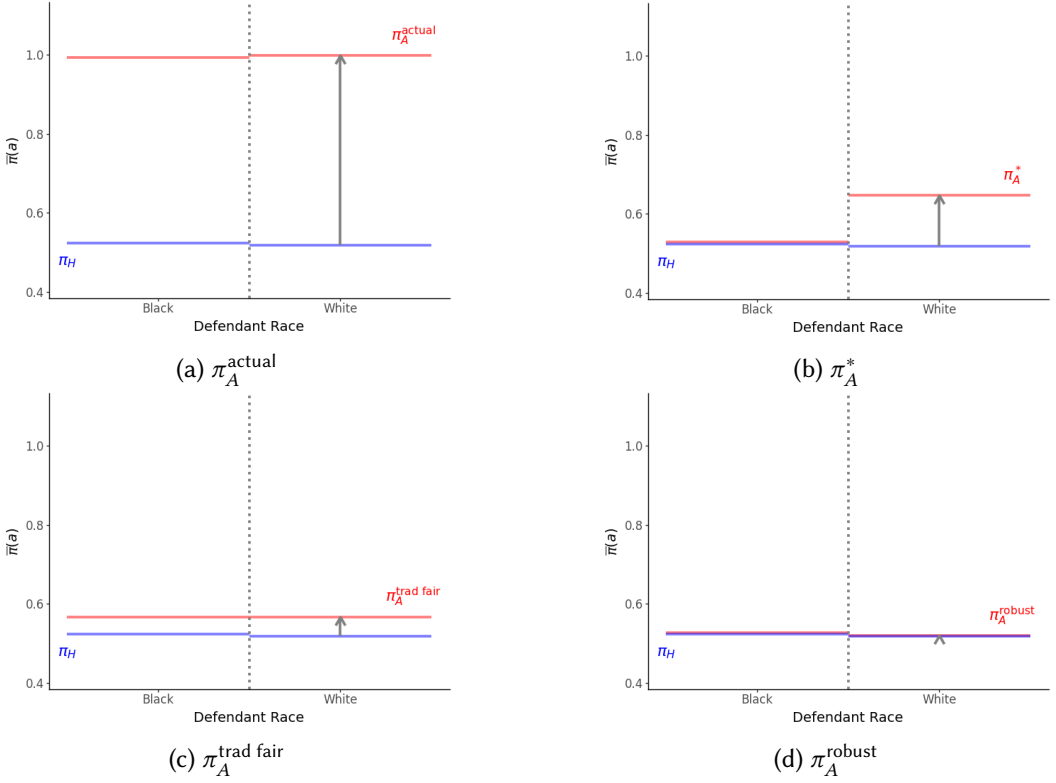 π_A^actual
1.0
0.8
π̅(a)
0.6
π_H
0.4
Black White
Defendant Race
(a) π_A^actual
1.0
0.8
π̅(a)
π_A^*
0.6
π_H
0.4
Black White
Defendant Race
(b) π_A^*
1.0
0.8
π̅(a)
π_A^trad fair
0.6
π_H
0.4
Black White
Defendant Race
(c) π_A^trad fair
1.0
0.8
π̅(a)
0.6
π_A^robust
π_H
0.4
Black White
Defendant Race
(d) π_A^robust